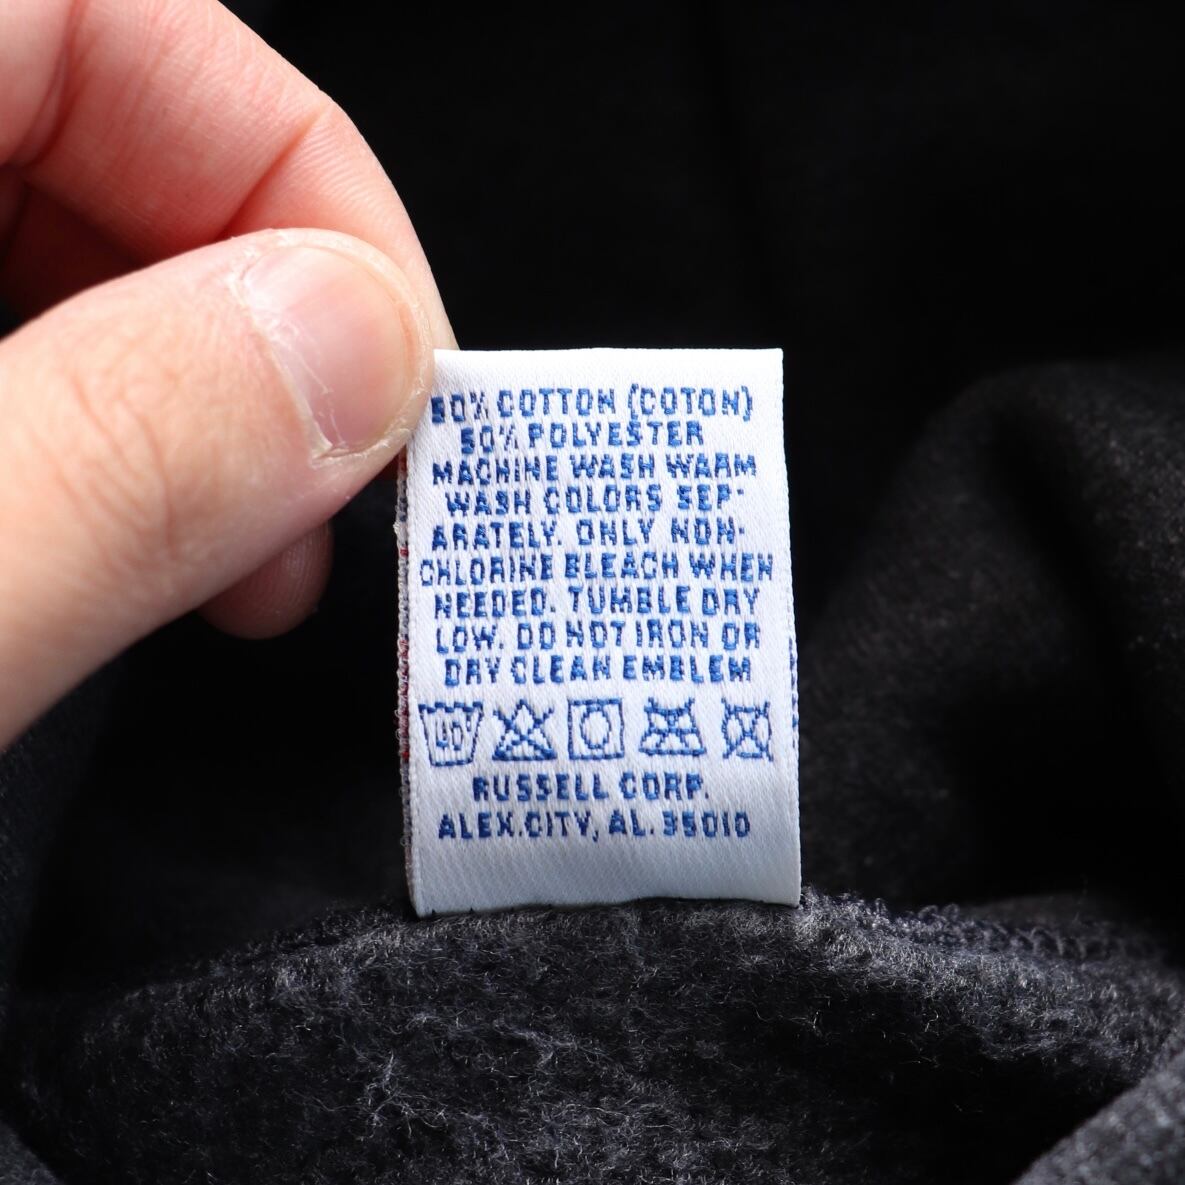 50% COTTON (COTON)
50% POLYESTER
MACHINE WASH WARM
WASH COLORS SEP-
ARATELY. ONLY NON-
CHLORINE BLEACH WHEN
NEEDED. TUMBLE DRY
LOW. DO NOT IRON OR
DRY CLEAN EMBLEM
40
RUSSELL CORP.
ALEX.CITY, AL. 35010